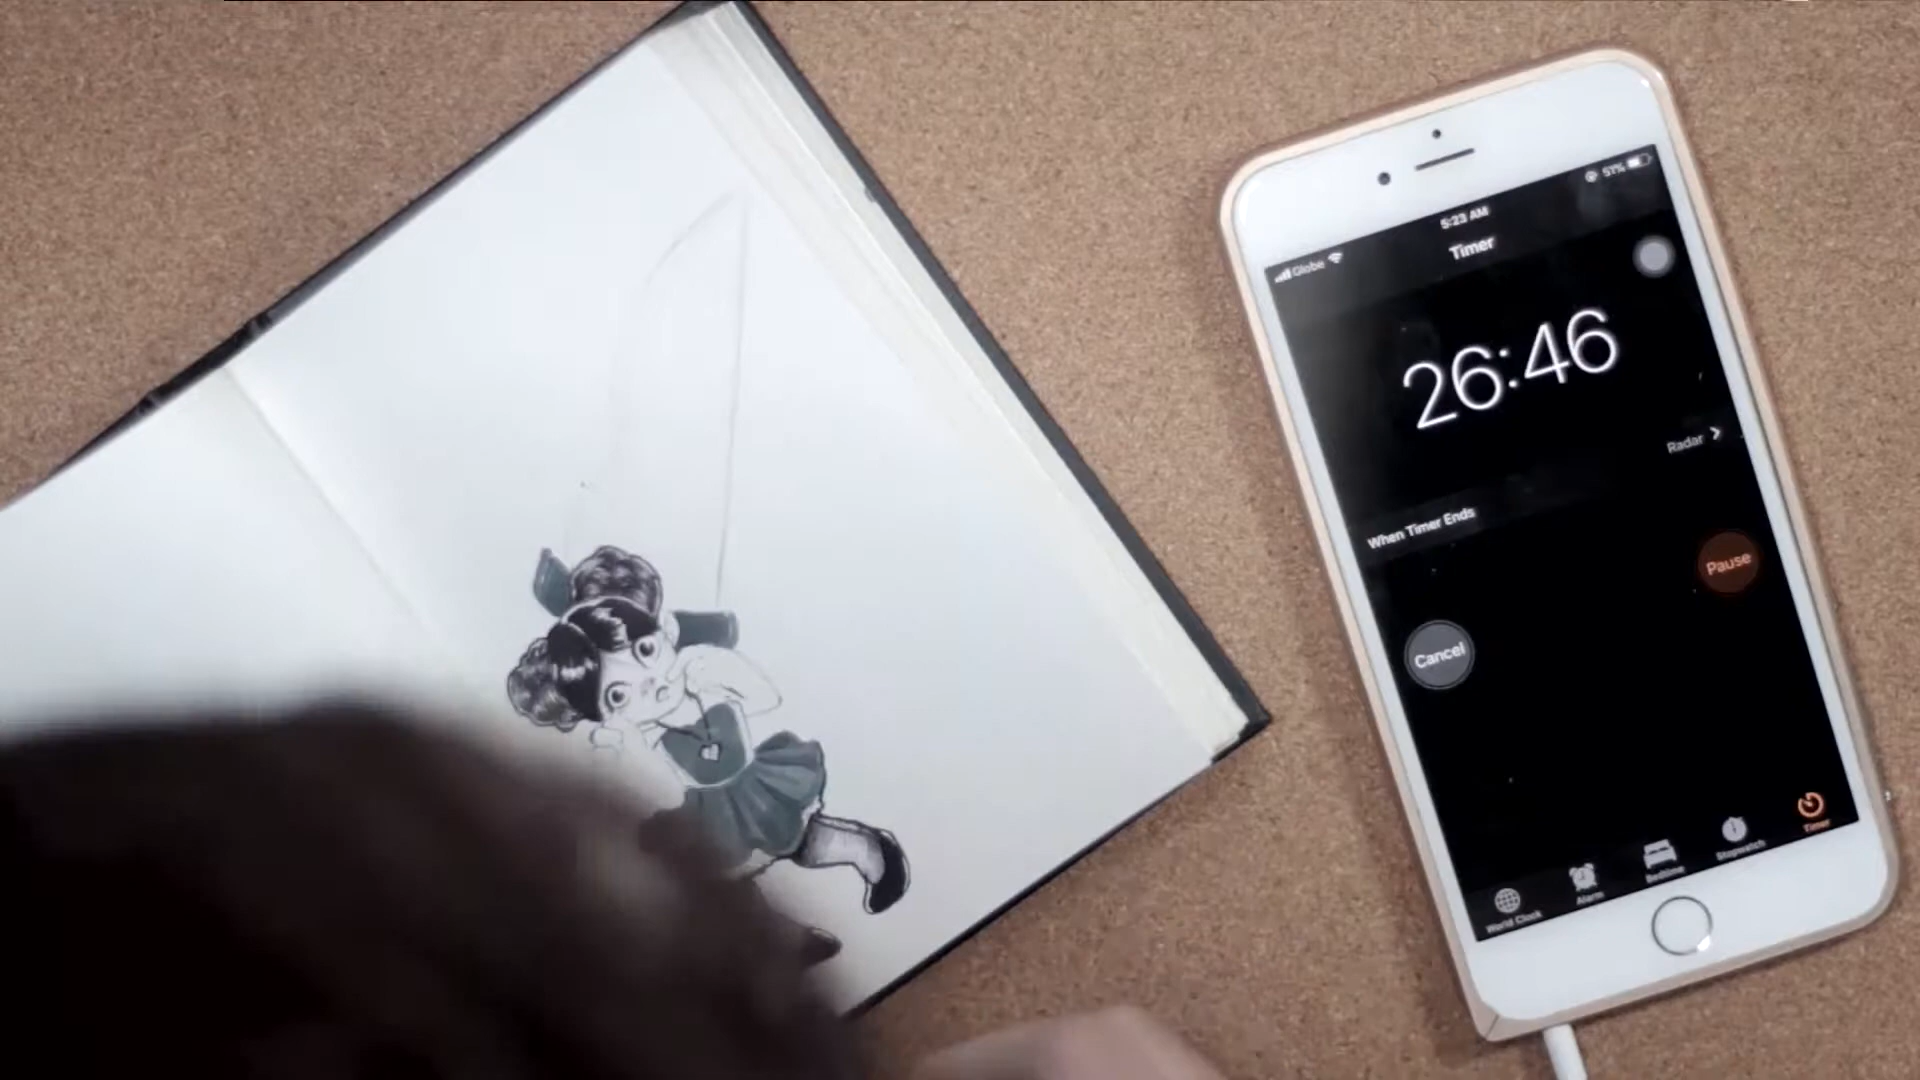 Globe
5:23 AM
51%
Timer
26:46
When Timer Ends
Radar
Cancel
Pause
World Clock
Alarm
Bedtime
Stopwatch
Timer